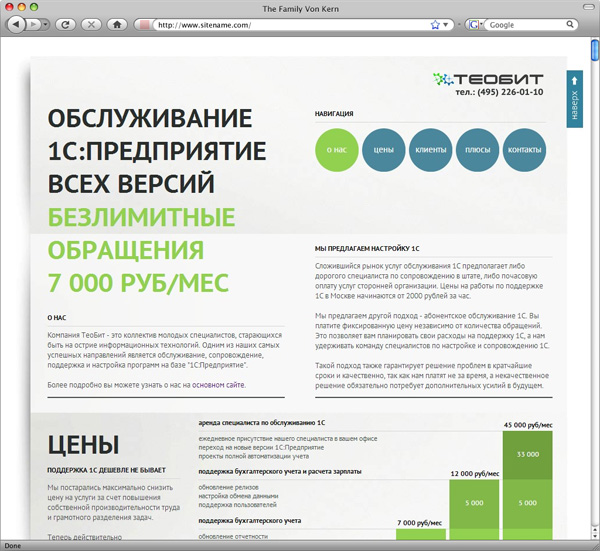 The Family Von Kern
http://www.sitename.com/
Google
ТЕОБИТ
тел.: (495) 226-01-10
наверх
ОБСЛУЖИВАНИЕ
1С:ПРЕДПРИЯТИЕ
ВСЕХ ВЕРСИЙ
БЕЗЛИМИТНЫЕ
ОБРАЩЕНИЯ
7 000 РУБ/МЕС
НАВИГАЦИЯ
о нас
цены
клиенты
плюсы
контакты
О НАС
Компания ТеоБит - это коллектив молодых специалистов, старающихся
быть на острие информационных технологий. Одним из наших самых
успешных направлений является обслуживание, сопровождение,
поддержка и настройка программ на базе "1С:Предприятие".
Более подробно вы можете узнать о нас на основном сайте.
МЫ ПРЕДЛАГАЕМ НАСТРОЙКУ 1С
Сложившийся рынок услуг обслуживания 1С предполагает либо
дорогого специалиста по сопровождению в штате, либо почасовую
оплату услуг сторонней организации. Цены на работы по поддержке
1С в Москве начинаются от 2000 рублей за час.
Мы предлагаем другой подход - абонентское обслуживание 1С. Вы
платите фиксированную цену независимо от количества обращений.
Это позволяет вам планировать свои расходы на поддержку 1С, а нам
удерживать команду специалистов по настройке и сопровождению 1С.
Такой подход также гарантирует решение проблем в кратчайшие
сроки и качественно, так как нам платят не за время, а некачественное
решение обязательно потребует дополнительных усилий в будущем.
ЦЕНЫ
ПОДДЕРЖКА 1С ДЕШЕВЛЕ НЕ БЫВАЕТ
Мы постарались максимально снизить
цену на услуги за счет повышения
собственной производительности труда
и грамотного разделения задач.
Теперь действительно
аренда специалиста по обслуживанию 1С
45 000 руб/мес
ежедневное присутствие нашего специалиста в вашем офисе
переход на новые версии 1С:Предприятие
проекты полной автоматизации учета
33 000
поддержка бухгалтерского учета и расчета зарплаты
12 000 руб/мес
обновление релизов
настройка обмена данными
поддержка пользователей
5 000
5 000
поддержка бухгалтерского учета
7 000 руб/мес
обновление отчетности
Done